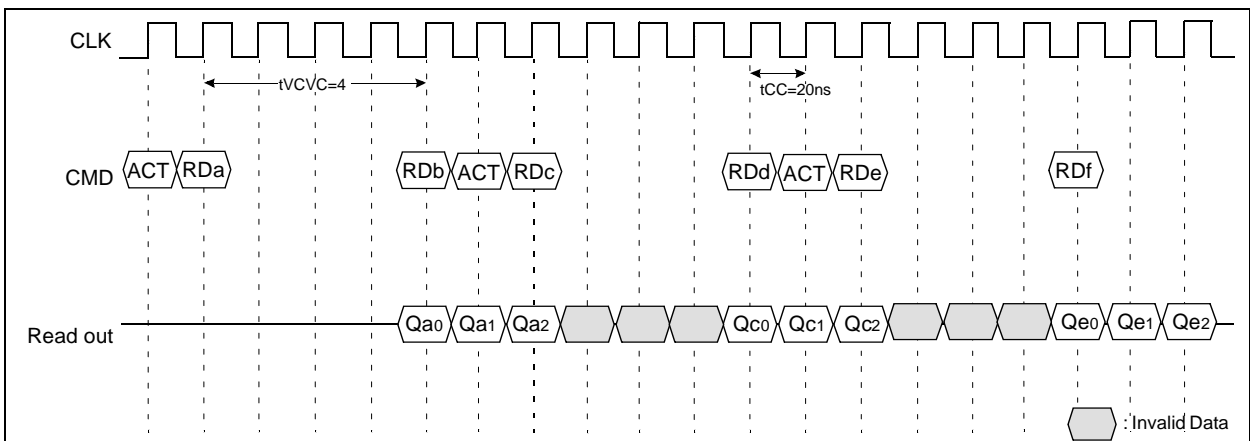 CLK
tVCVC=4
tCC=20ns
CMD ACT RDa RDb ACT RDc RDd ACT RDe RDf
Read out Qa0 Qa1 Qa2 Qc0 Qc1 Qc2 Qe0 Qe1 Qe2
: Invalid Data